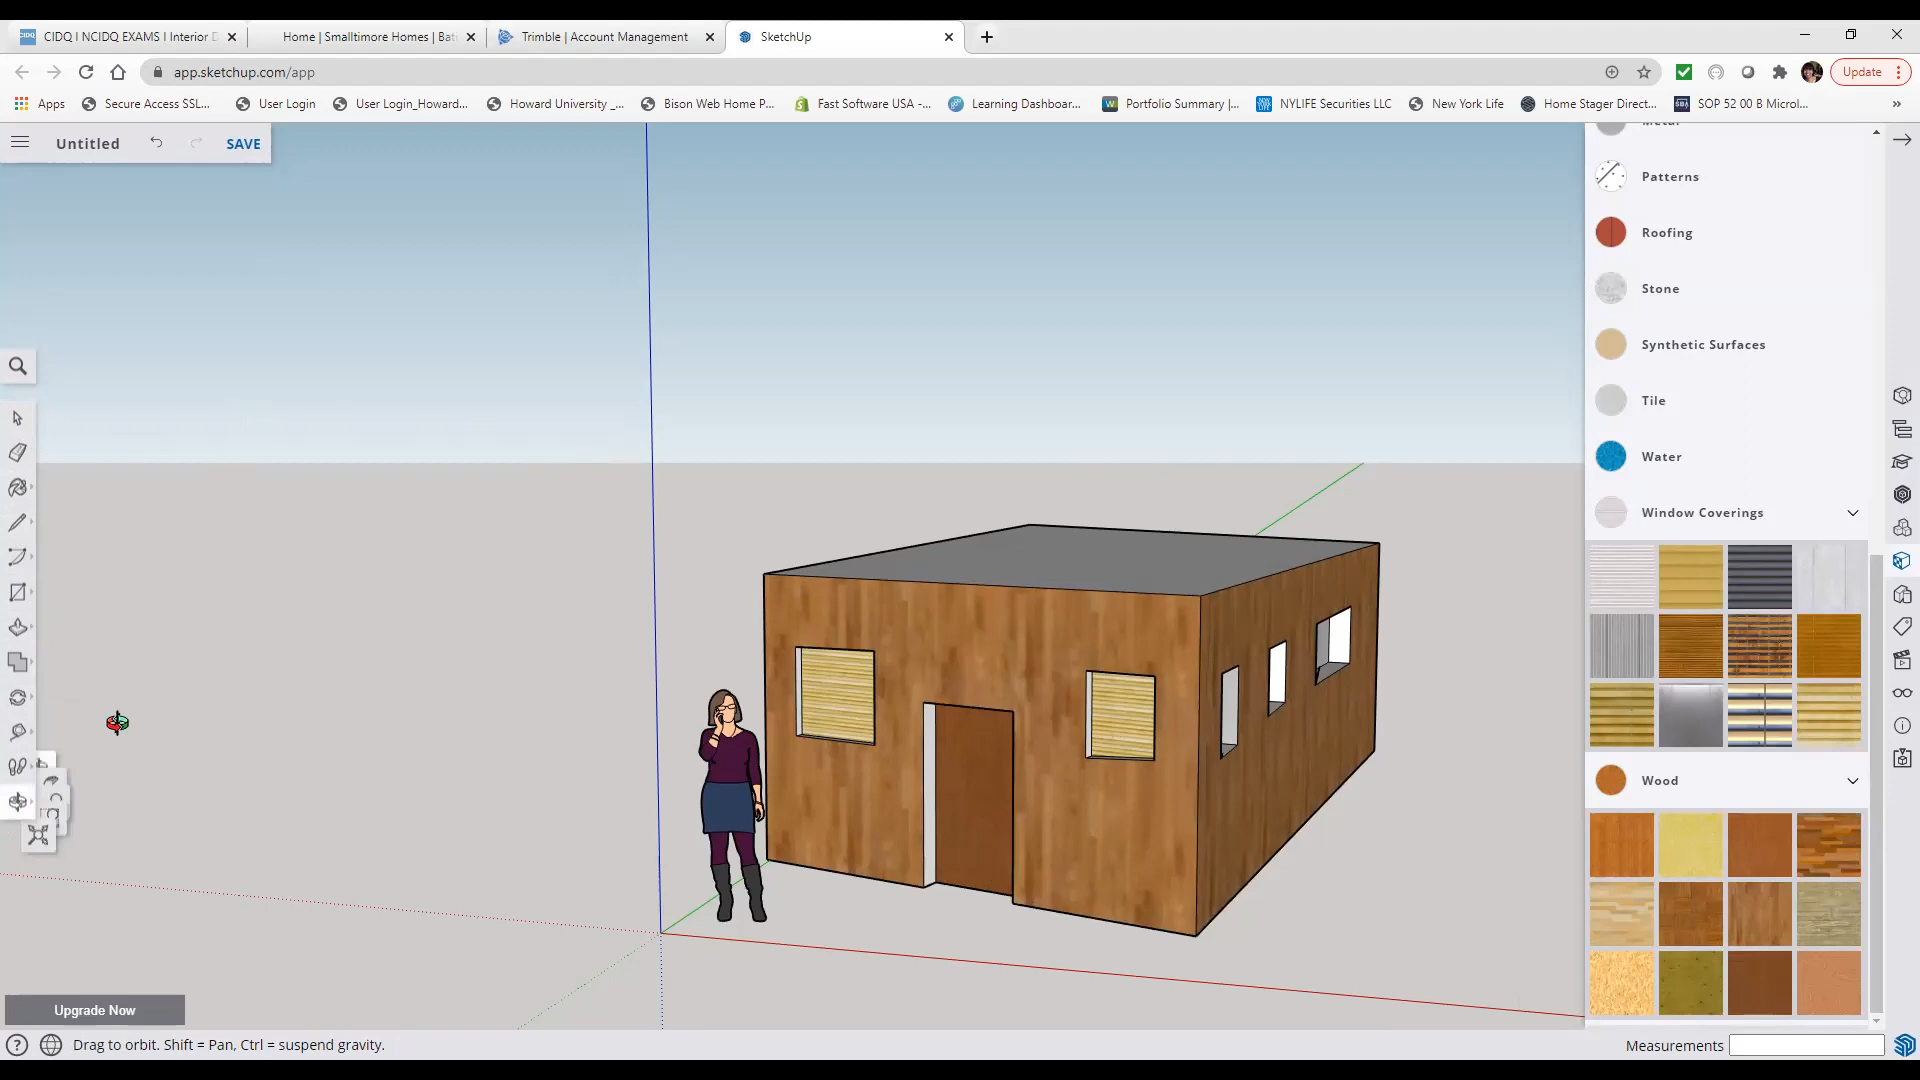 CIDQ I NCIDQ EXAMS I Interior D
Home | Smalltimore Homes | Balt
Trimble | Account Management
SketchUp
app.sketchup.com/app
Update
Apps
Secure Access SSL...
User Login
User Login_Howard...
Howard University _...
Bison Web Home P...
Fast Software USA -...
Learning Dashboar...
Portfolio Summary |...
NYLIFE Securities LLC
New York Life
Home Stager Direct...
SOP 52 00 B Microl...
Untitled
SAVE
Metal
Patterns
Roofing
Stone
Synthetic Surfaces
Tile
Water
Window Coverings
Wood
Upgrade Now
Drag to orbit. Shift = Pan, Ctrl = suspend gravity.
Measurements